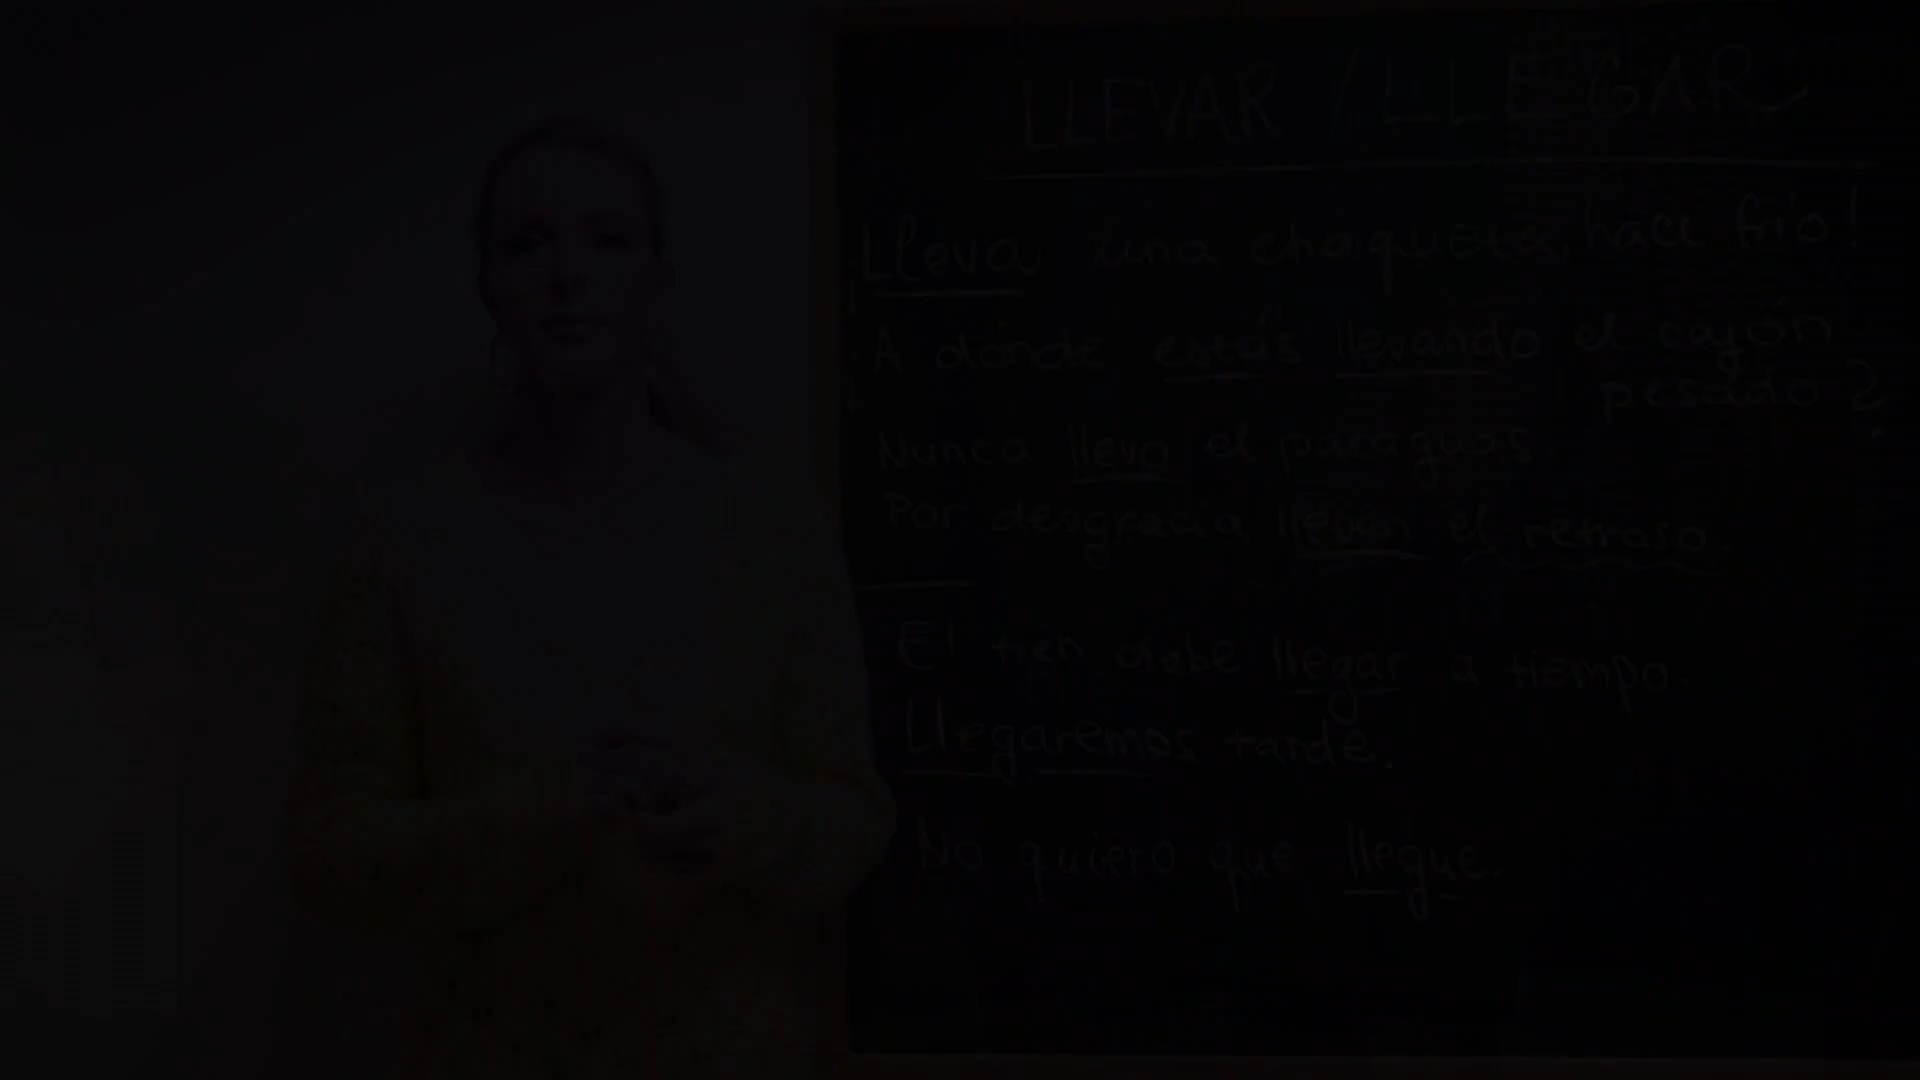 LLEVAR / LLEGAR
Lleva una chaqueta, hace frío!
A dónde estás llevando el cajón
pesado?
Nunca llevo el paraguas.
Por desgracia llevan el retraso.
El tren debe llegar a tiempo.
Llegaremos tarde.
No quiero que llegue.